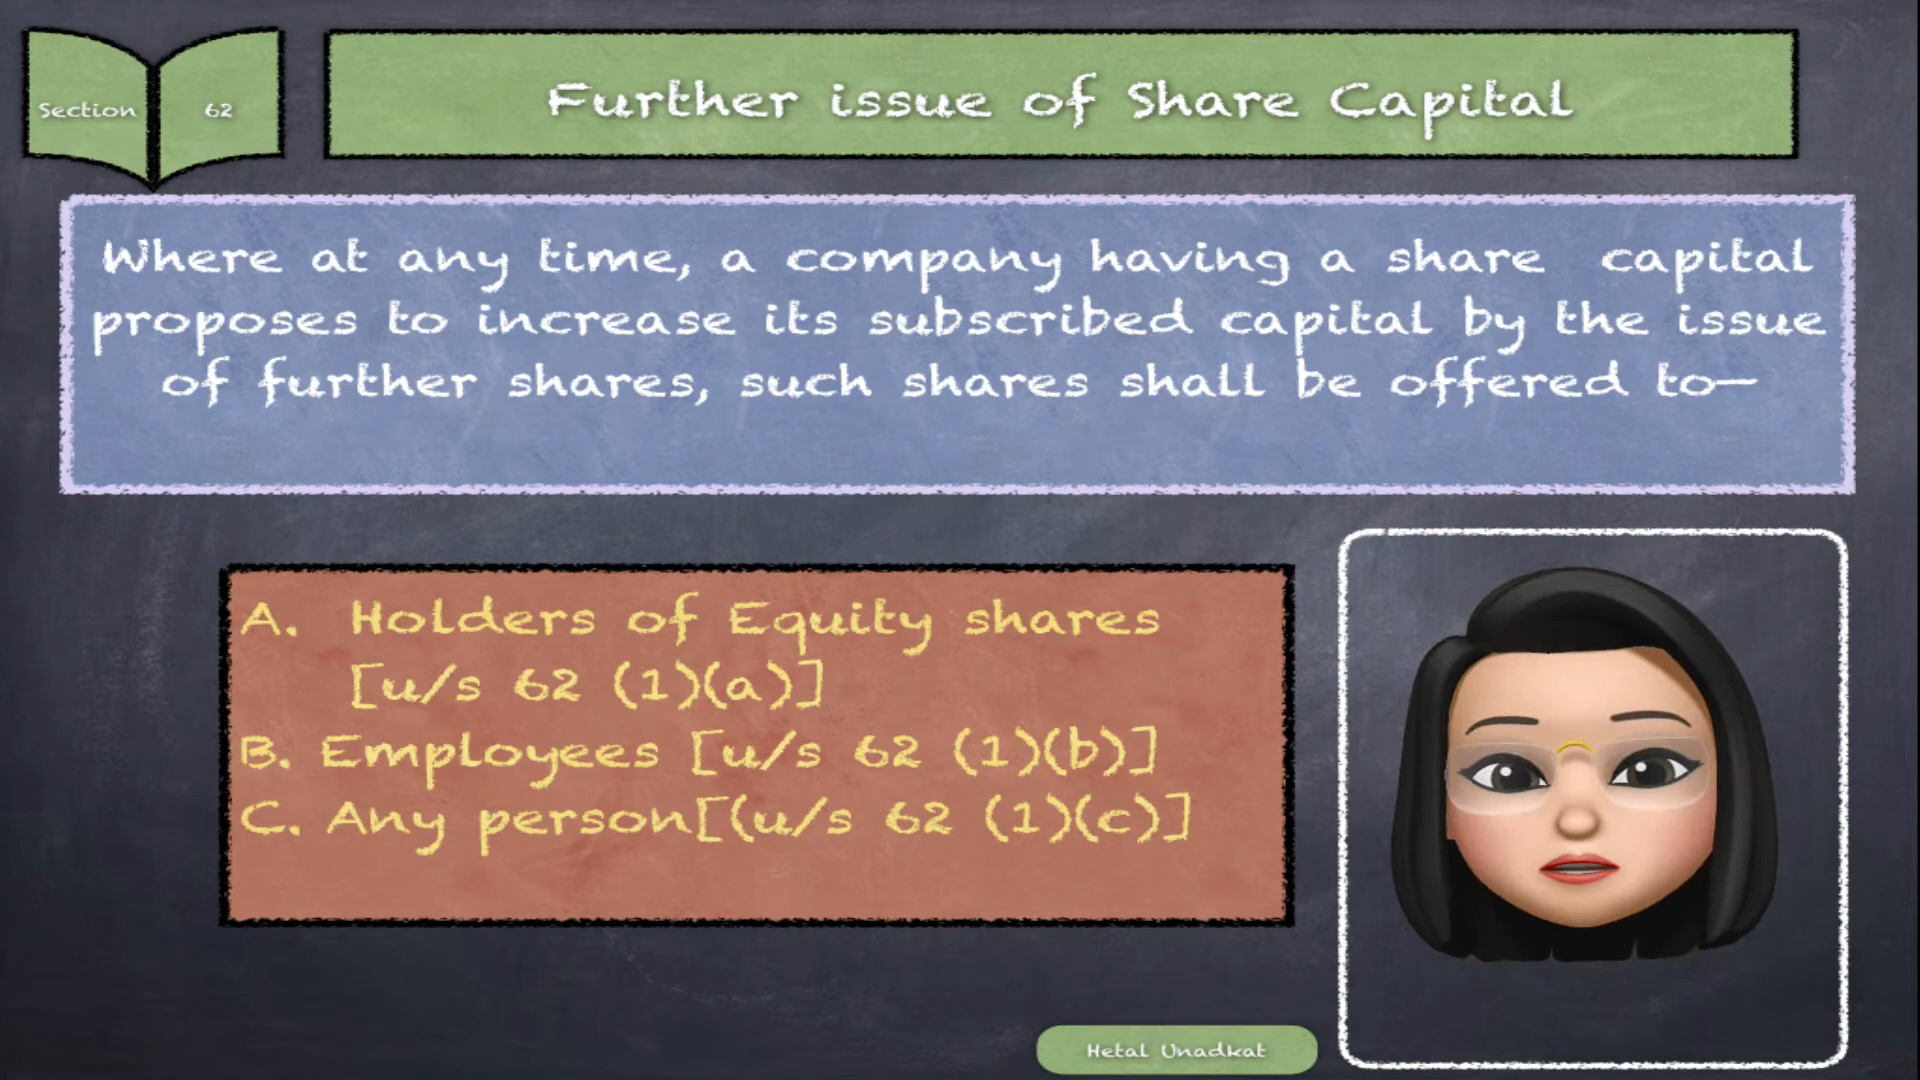 Section 62
Further issue of Share Capital
Where at any time, a company having a share capital
proposes to increase its subscribed capital by the issue
of further shares, such shares shall be offered to—
A. Holders of Equity shares
[u/s 62 (1)(a)]
B. Employees [u/s 62 (1)(b)]
C. Any person[(u/s 62 (1)(c)]
Hetal Unadkat